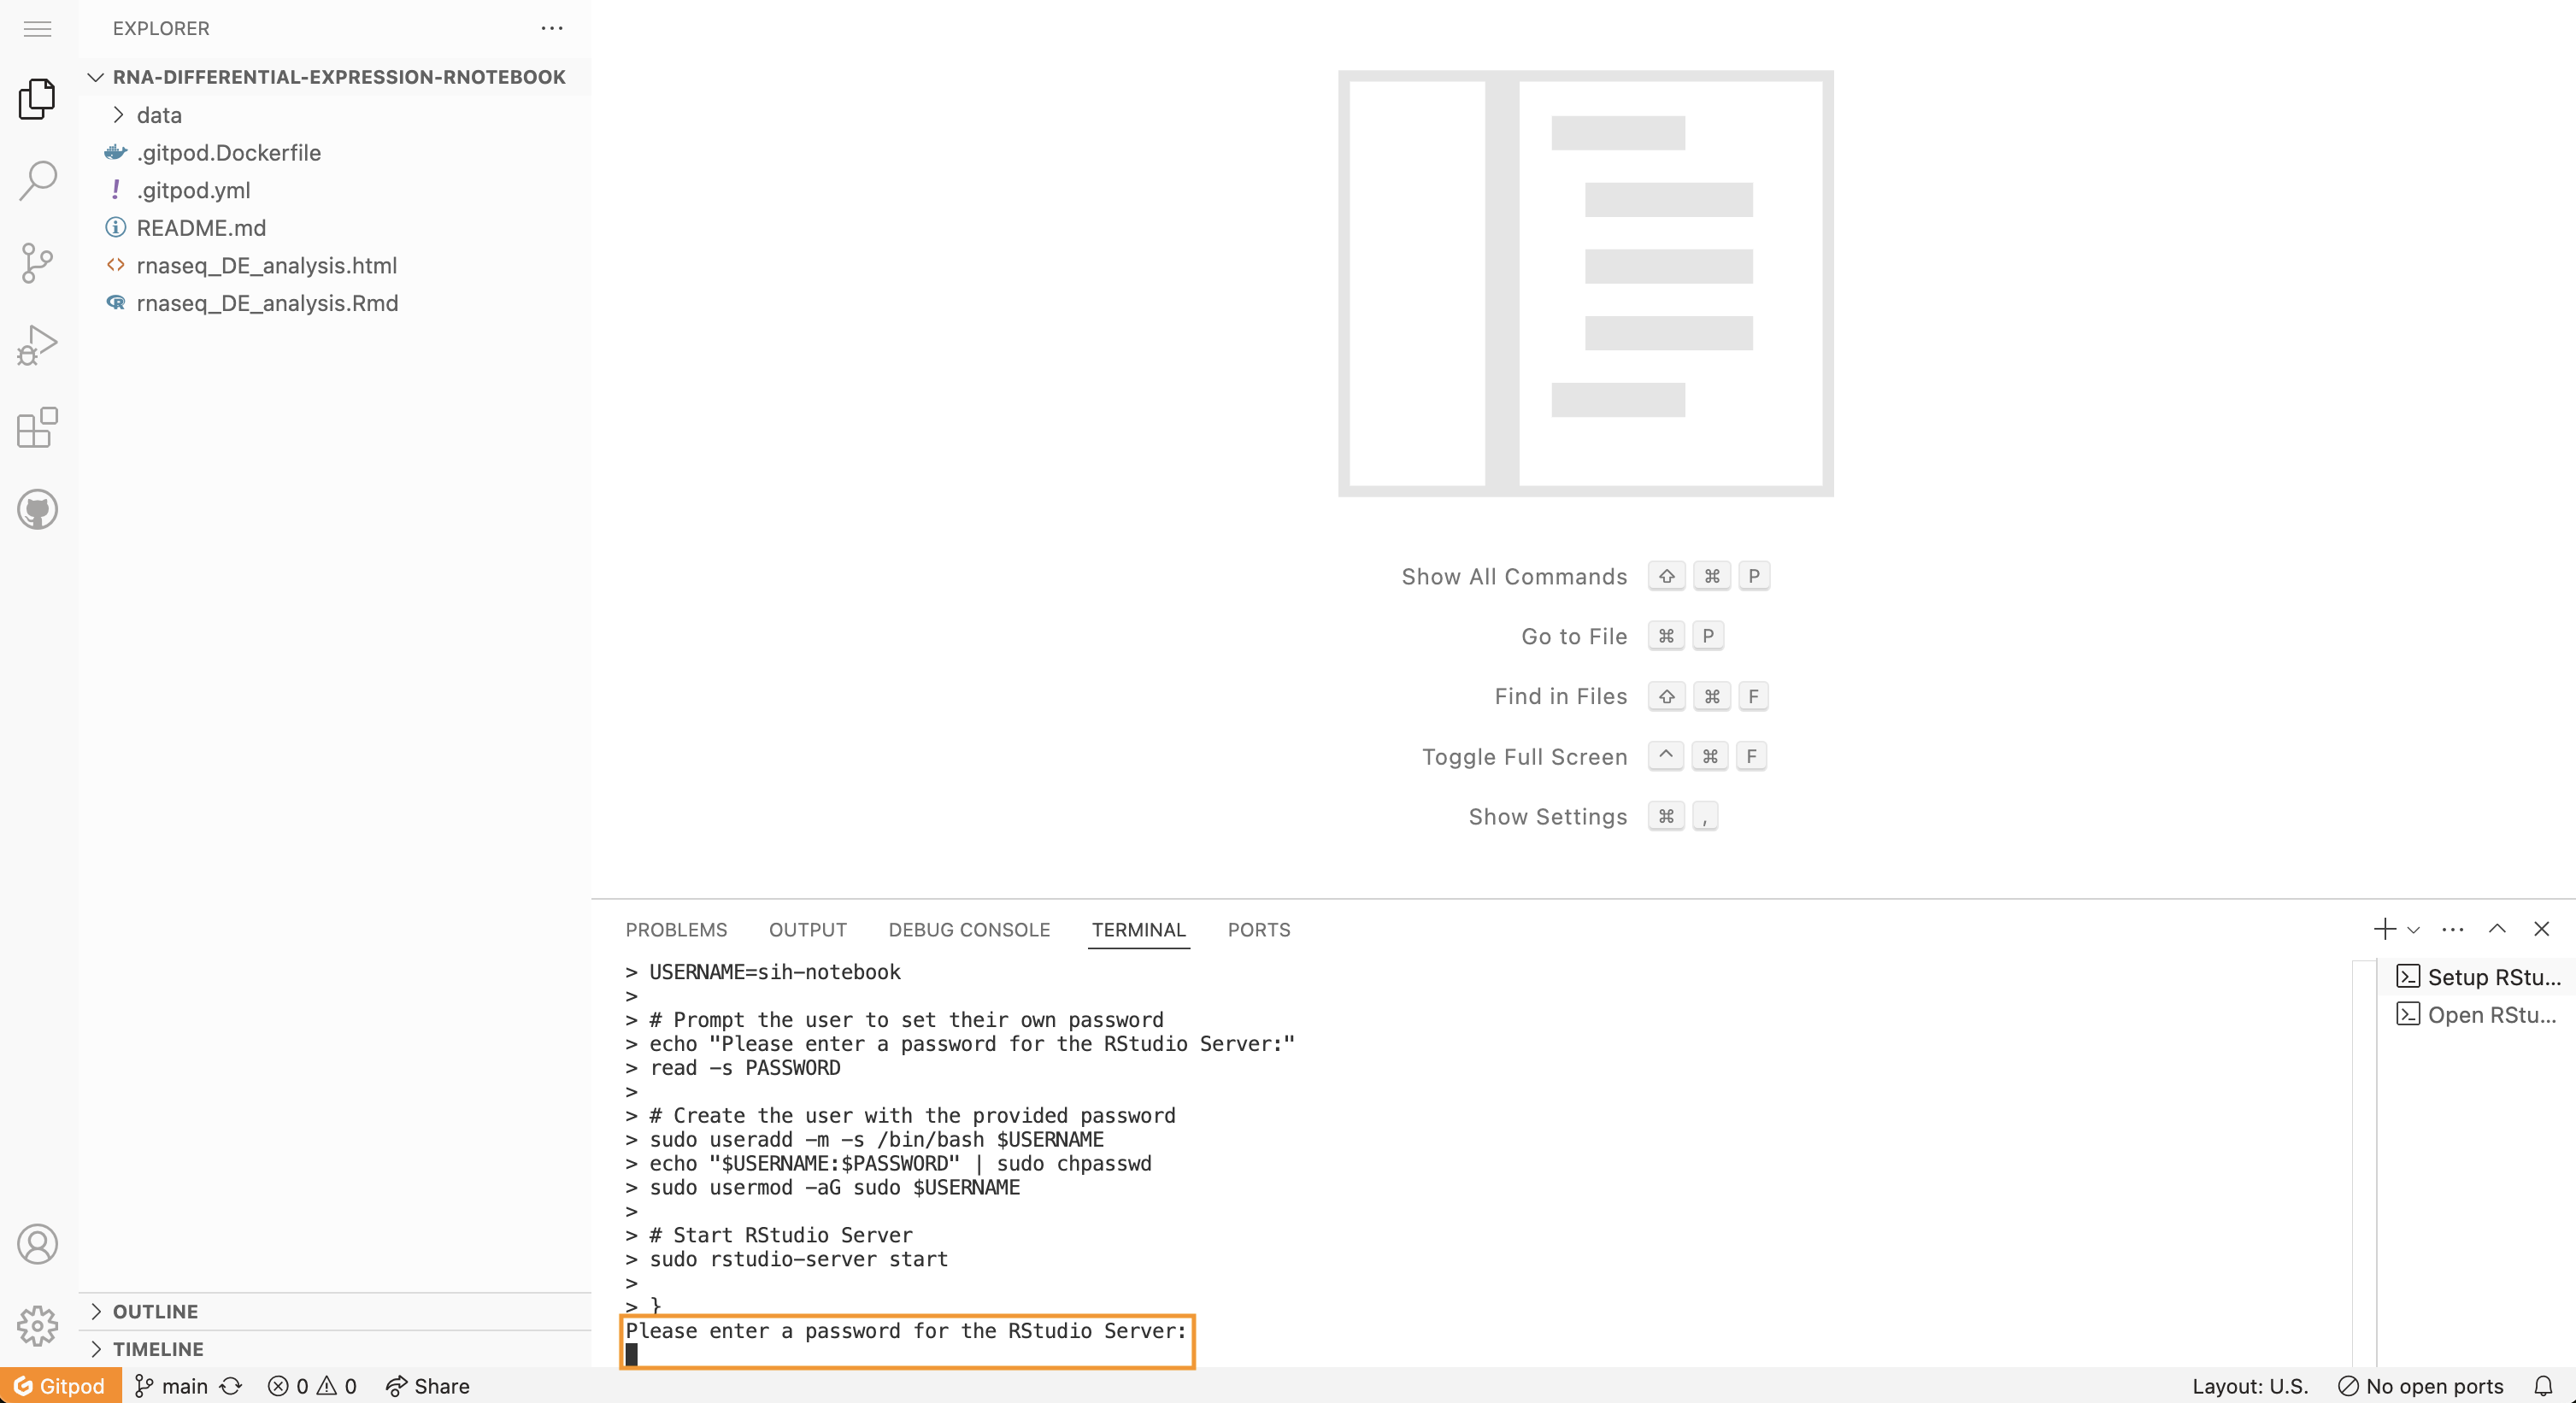 EXPLORER
RNA-DIFFERENTIAL-EXPRESSION-RNOTEBOOK
data
.gitpod.Dockerfile
.gitpod.yml
README.md
rnaseq_DE_analysis.html
rnaseq_DE_analysis.Rmd
OUTLINE
TIMELINE
Show All Commands ⇧ ⌘ P
Go to File ⌘ P
Find in Files ⇧ ⌘ F
Toggle Full Screen ^ ⌘ F
Show Settings ⌘ ,
PROBLEMS OUTPUT DEBUG CONSOLE TERMINAL PORTS
> USERNAME=sih-notebook
>
> # Prompt the user to set their own password
> echo "Please enter a password for the RStudio Server:"
> read -s PASSWORD
>
> # Create the user with the provided password
> sudo useradd -m -s /bin/bash $USERNAME
> echo "$USERNAME:$PASSWORD" | sudo chpasswd
> sudo usermod -aG sudo $USERNAME
>
> # Start RStudio Server
> sudo rstudio-server start
>
> }
Please enter a password for the RStudio Server:
Setup RStu...
Open RStu...
Gitpod main 0 0 Share Layout: U.S. No open ports